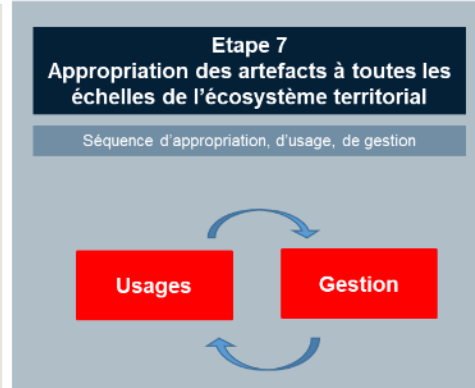 Etape 7
Appropriation des artefacts à toutes les
échelles de l'écosystème territorial
Séquence d'appropriation, d'usage, de gestion
Usages
Gestion